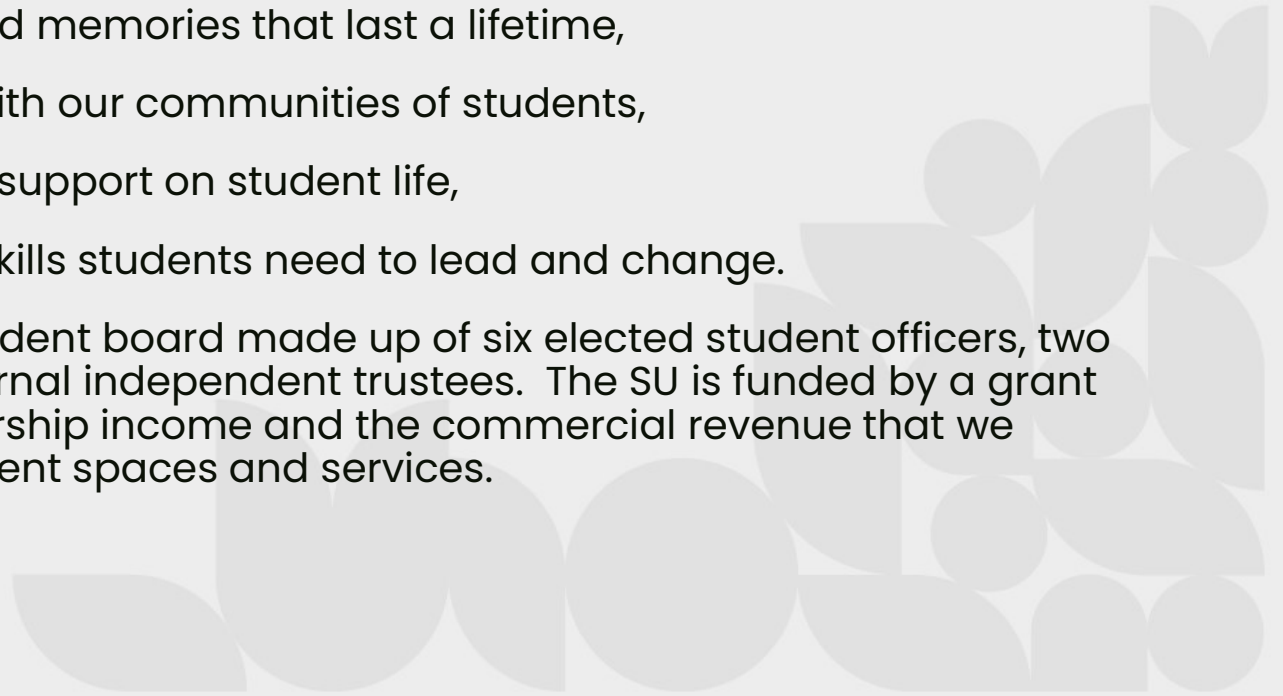 d memories that last a lifetime,
ith our communities of students,
support on student life,
kills students need to lead and change.
dent board made up of six elected student officers, two
rnal independent trustees.  The SU is funded by a grant
rship income and the commercial revenue that we
ent spaces and services.